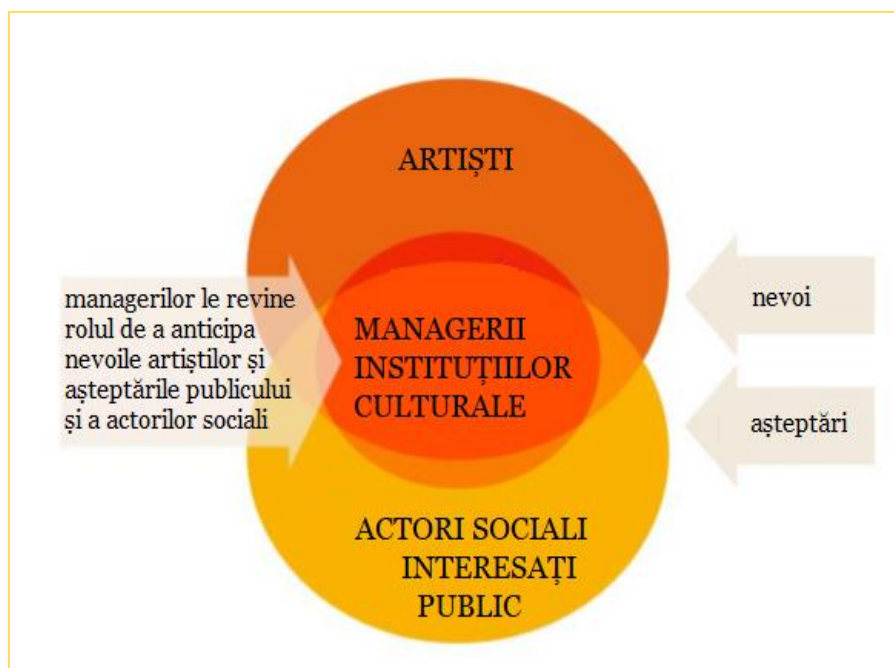 ARTIȘTI
managerilor le revine
rolul de a anticipa
nevoile artiștilor și
așteptările publicului
și a actorilor sociali
MANAGERII
INSTITUȚIILOR
CULTURALE
nevoi
așteptări
ACTORI SOCIALI
INTERESAȚI
PUBLIC